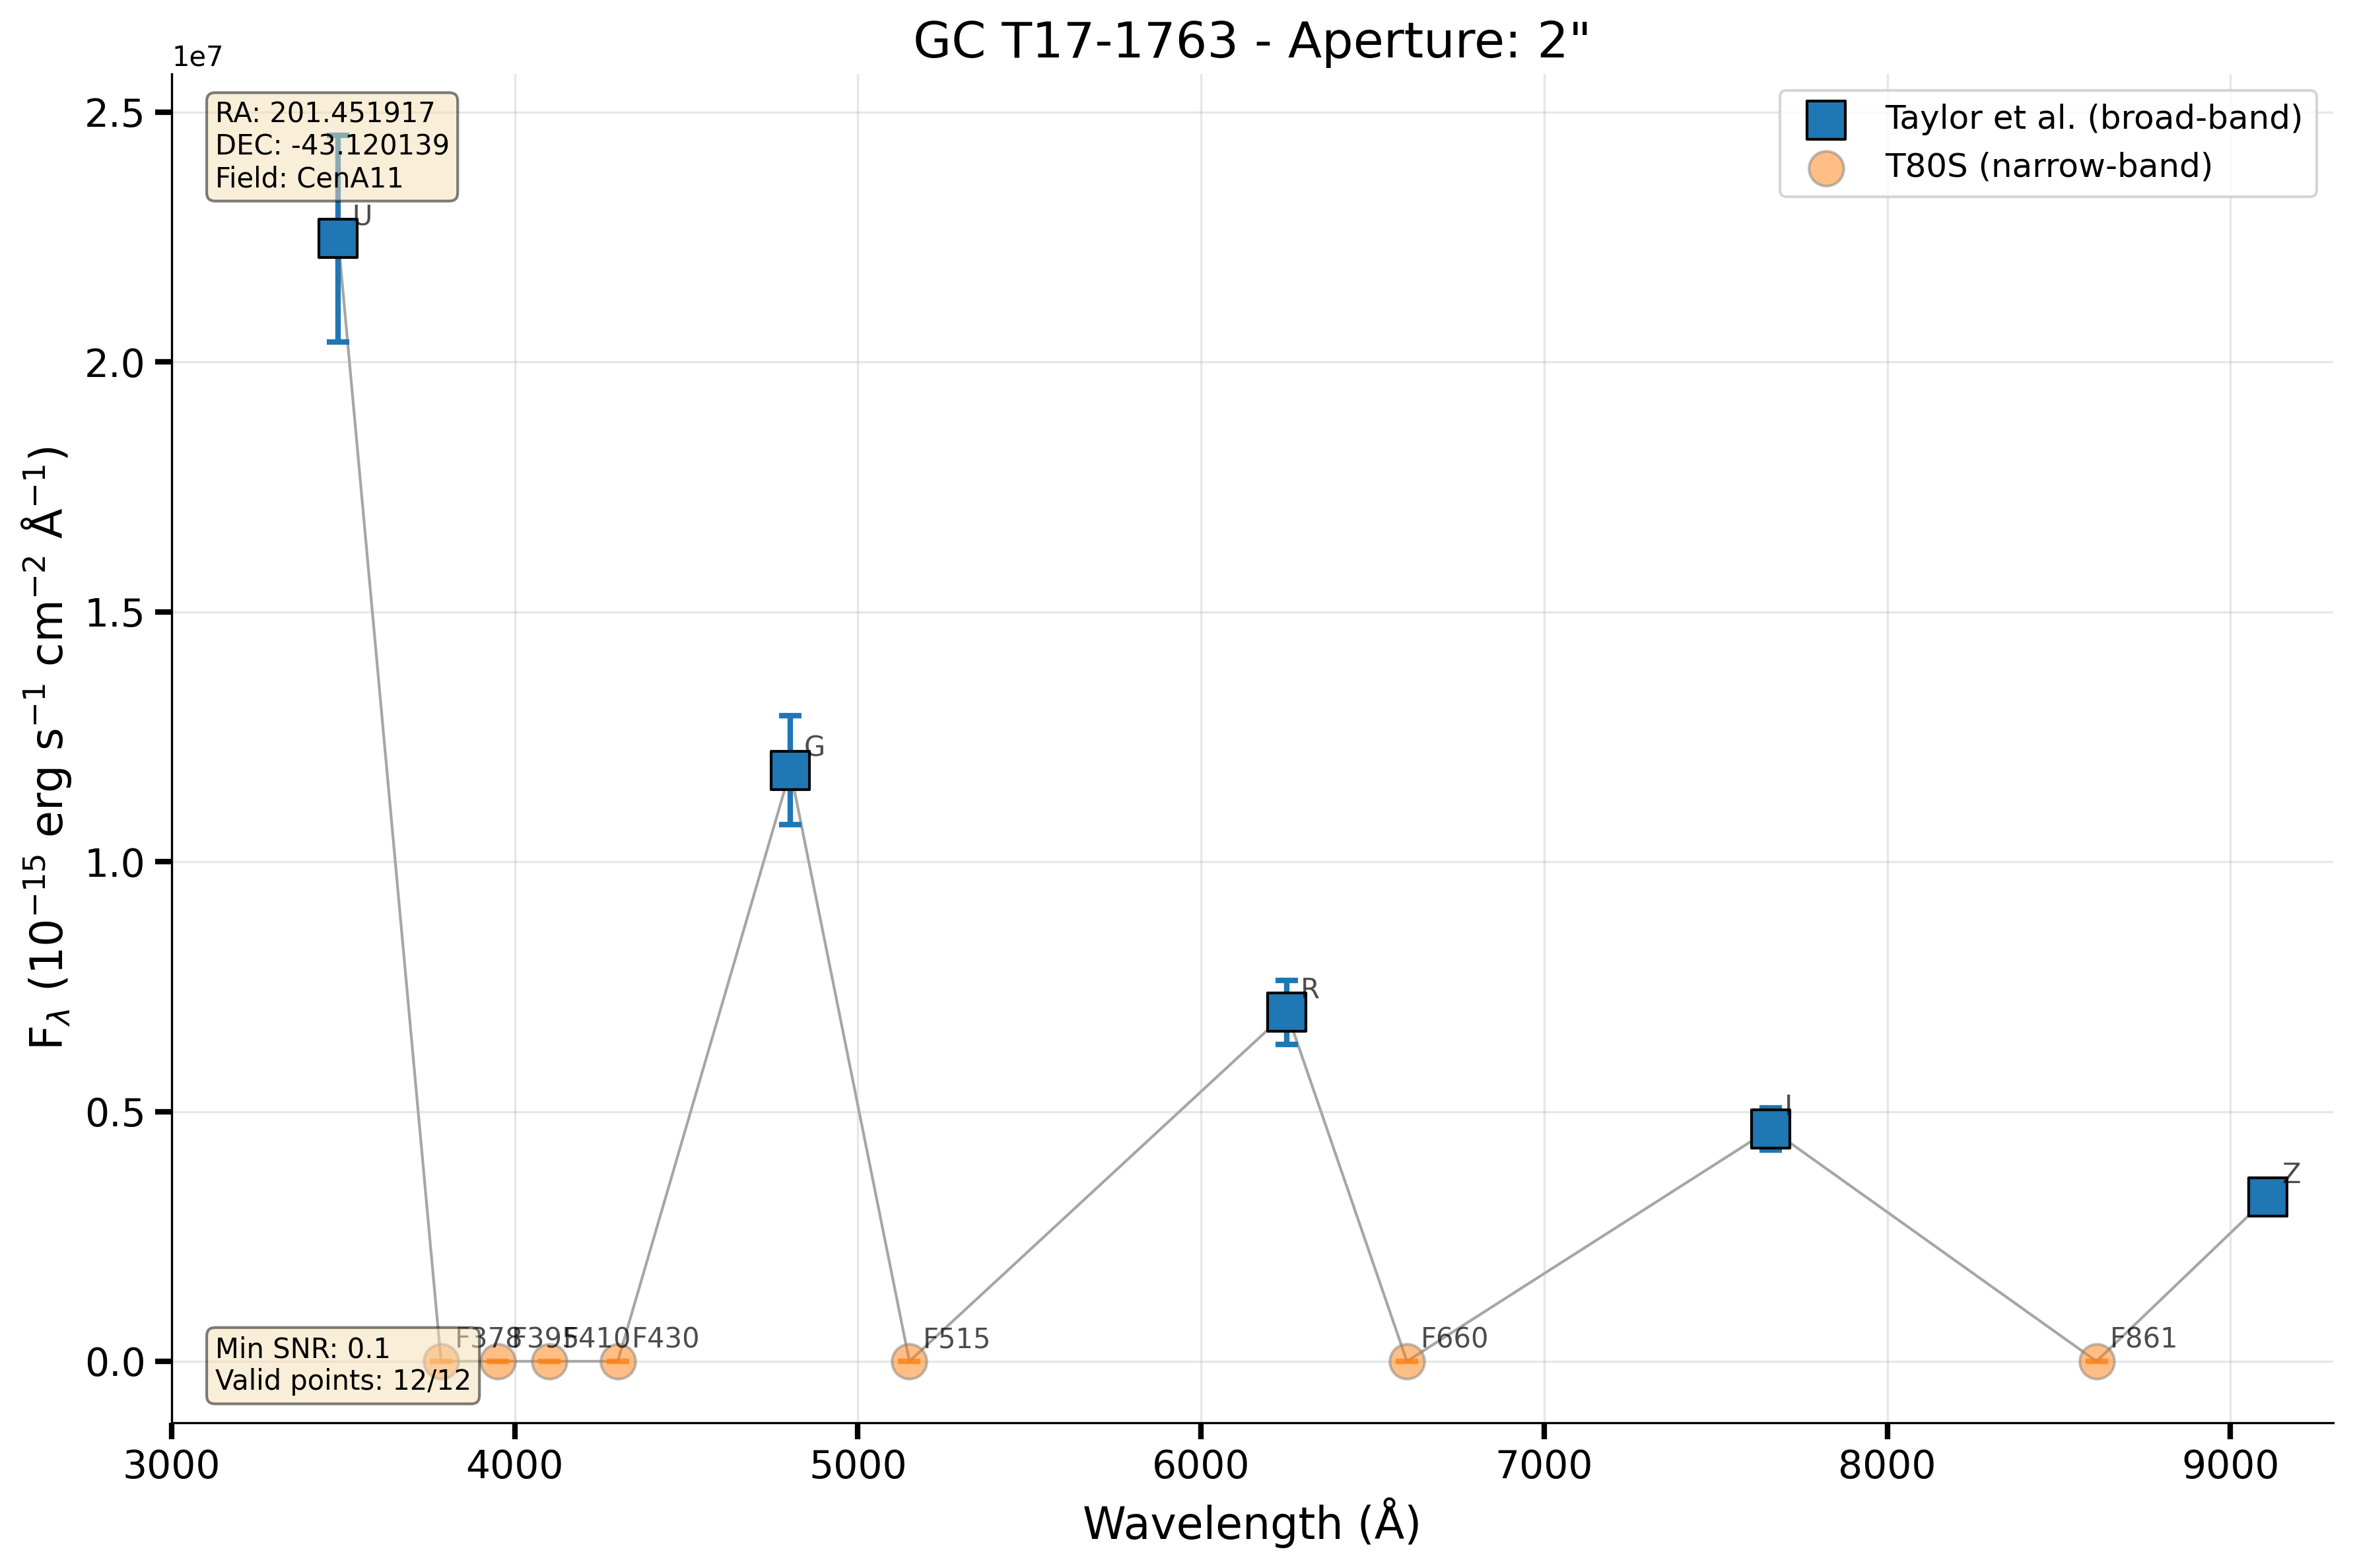 GC T17-1763 - Aperture: 2"
1e7
RA: 201.451917
DEC: -43.120139
Field: CenA11
Taylor et al. (broad-band)
T80S (narrow-band)
2.5
2.0
1.5
1.0
0.5
0.0
F_λ (10⁻¹⁵ erg s⁻¹ cm⁻² Å⁻¹)
U
G
R
I
Z
F378
F395
F410
F430
F515
F660
F861
Min SNR: 0.1
Valid points: 12/12
3000 4000 5000 6000 7000 8000 9000
Wavelength (Å)